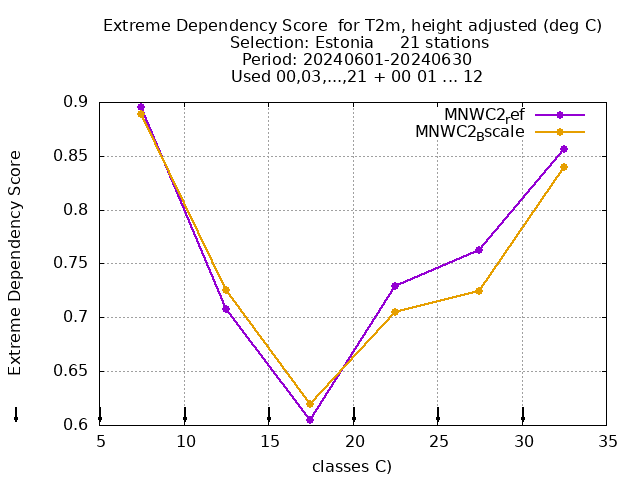 Extreme Dependency Score  for T2m, height adjusted (deg C)
Selection: Estonia     21 stations
Period: 20240601-20240630
Used 00,03,...,21 + 00 01 ... 12
MNWC2ref
MNWC2Bscale
Extreme Dependency Score
0.9
0.85
0.8
0.75
0.7
0.65
0.6
5 10 15 20 25 30 35
classes C)